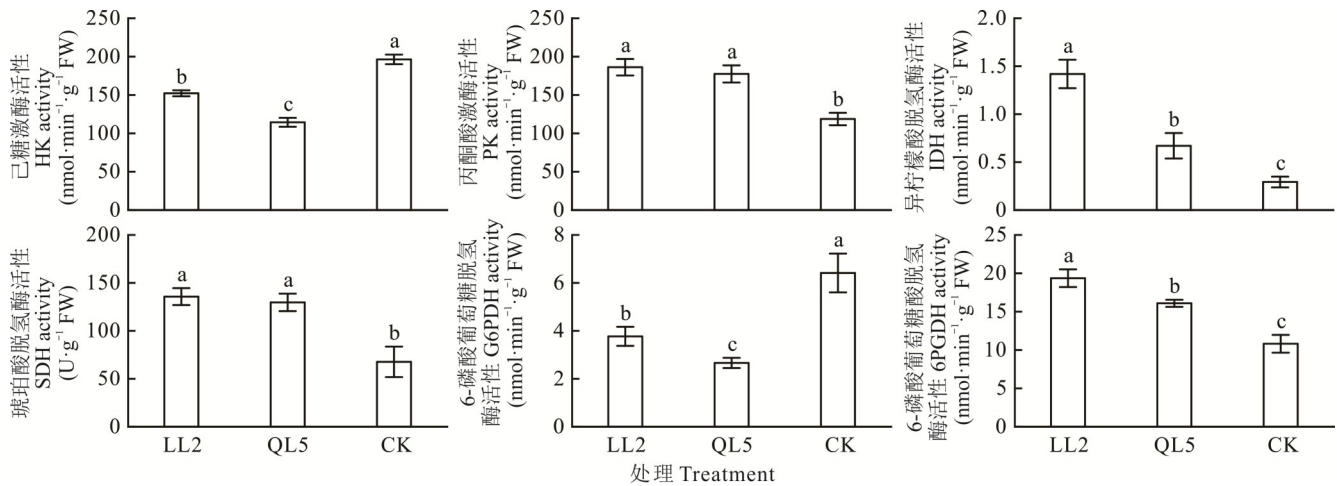 己糖激酶活性
HK activity
(nmol·min⁻¹·g⁻¹ FW)
250
200
150
100
50
0
b
c
a
丙酮酸激酶活性
PK activity
(nmol·min⁻¹·g⁻¹ FW)
250
200
150
100
50
0
a
a
b
异柠檬酸脱氢酶活性
IDH activity
(nmol·min⁻¹·g⁻¹ FW)
2.0
1.5
1.0
0.5
0
a
b
c
琥珀酸脱氢酶活性
SDH activity
(U·g⁻¹ FW)
200
150
100
50
0
a
a
b
LL2 QL5 CK
6-磷酸葡萄糖脱氢
酶活性 G6PDH activity
(nmol·min⁻¹·g⁻¹ FW)
8
6
4
2
0
b
c
a
LL2 QL5 CK
6-磷酸葡萄糖酸脱氢
酶活性 6PGDH activity
(nmol·min⁻¹·g⁻¹ FW)
25
20
15
10
5
0
a
b
c
LL2 QL5 CK
处理 Treatment